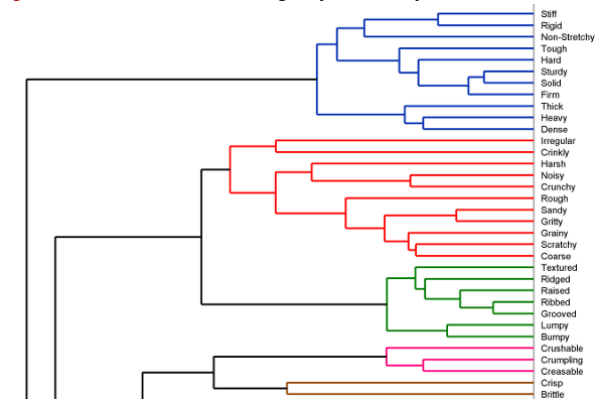 Stiff
Rigid
Non-Stretchy
Tough
Hard
Sturdy
Solid
Firm
Thick
Heavy
Dense
Irregular
Crinkly
Harsh
Noisy
Crunchy
Rough
Sandy
Gritty
Grainy
Scratchy
Coarse
Textured
Ridged
Raised
Ribbed
Grooved
Lumpy
Bumpy
Crushable
Crumpling
Creasable
Crisp
Brittle